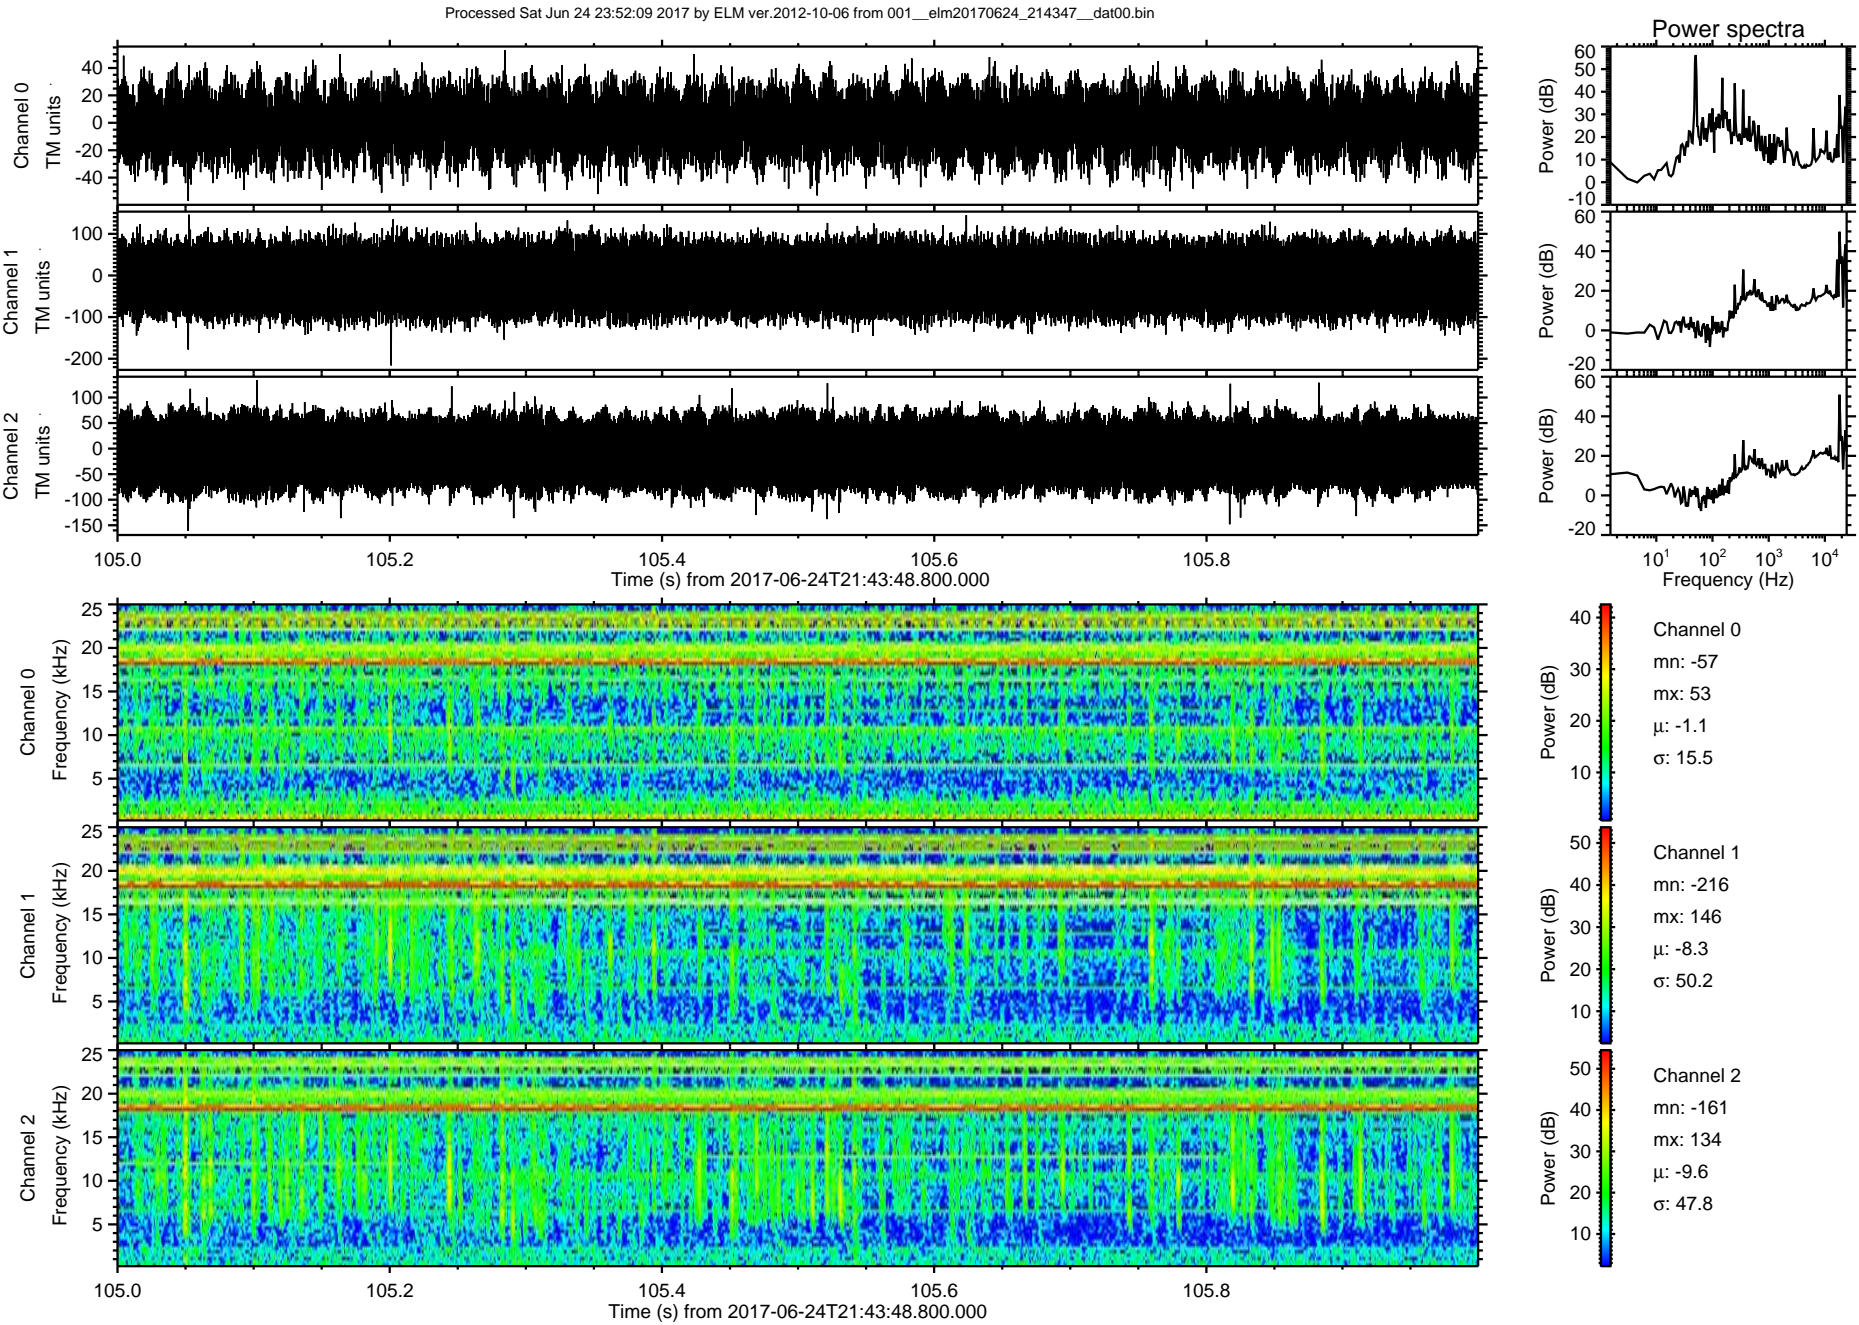 Processed Sat Jun 24 23:52:09 2017 by ELM ver.2012-10-06 from 001__elm20170624_214347__dat00.bin
Power spectra
Channel 0
TM units
40
20
0
-20
-40
Power (dB)
60
50
40
30
20
10
0
-10
Channel 1
TM units
100
0
-100
-200
Power (dB)
60
40
20
0
-20
Channel 2
TM units
100
50
0
-50
-100
-150
Power (dB)
60
40
20
0
-20
105.0 105.2 105.4 105.6 105.8
Time (s) from 2017-06-24T21:43:48.800.000
10^1 10^2 10^3 10^4
Frequency (Hz)
Channel 0
Frequency (kHz)
25
20
15
10
5
Power (dB)
40
30
20
10
Channel 0
mn: -57
mx: 53
μ: -1.1
σ: 15.5
Channel 1
Frequency (kHz)
25
20
15
10
5
Power (dB)
50
40
30
20
10
Channel 1
mn: -216
mx: 146
μ: -8.3
σ: 50.2
Channel 2
Frequency (kHz)
25
20
15
10
5
Power (dB)
50
40
30
20
10
Channel 2
mn: -161
mx: 134
μ: -9.6
σ: 47.8
105.0 105.2 105.4 105.6 105.8
Time (s) from 2017-06-24T21:43:48.800.000